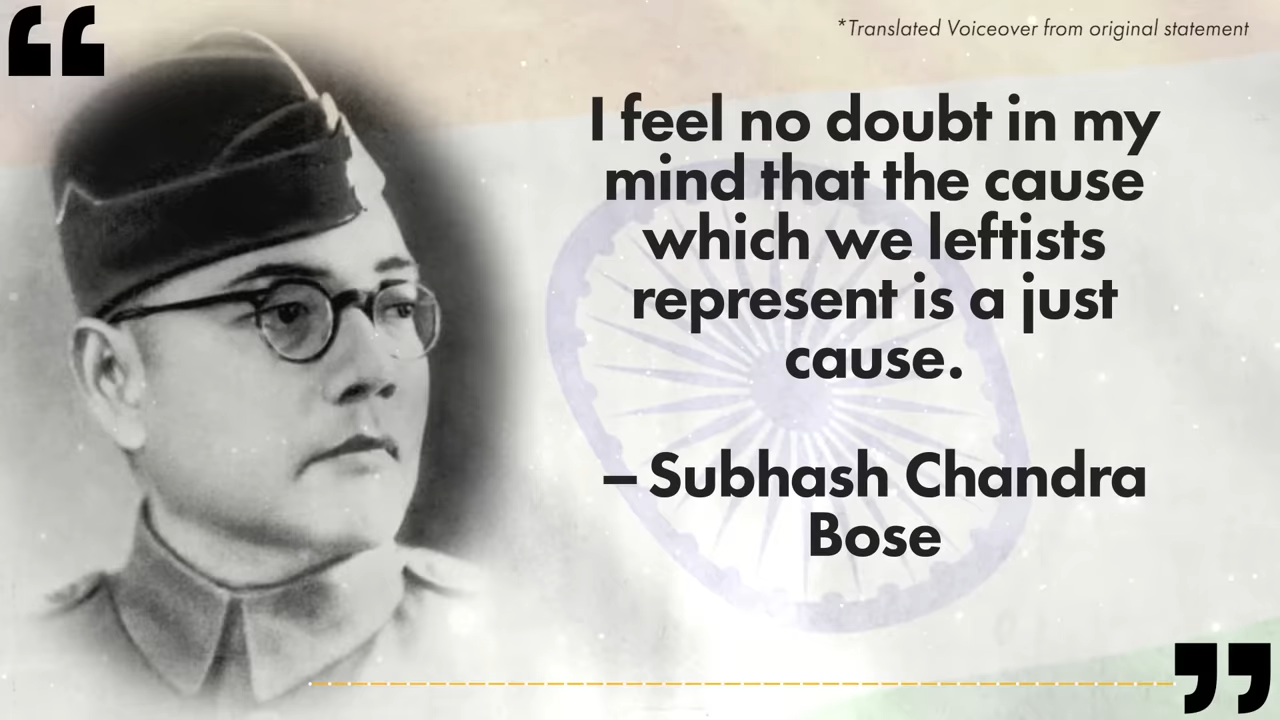 *Translated Voiceover from original statement
I feel no doubt in my
mind that the cause
which we leftists
represent is a just
cause.
– Subhash Chandra
Bose